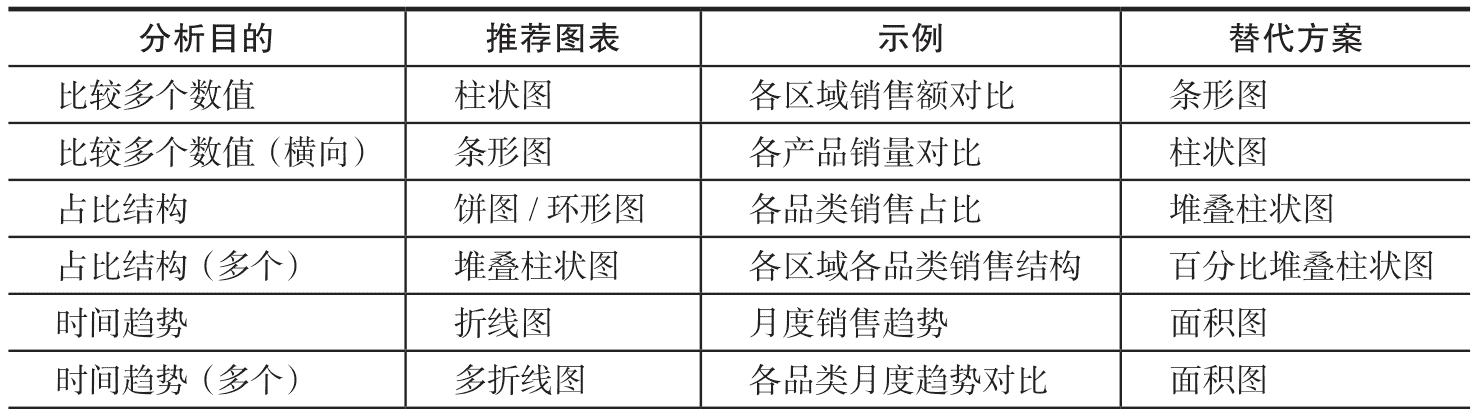 分析目的 推荐图表 示例 替代方案
比较多个数值 柱状图 各区域销售额对比 条形图
比较多个数值（横向） 条形图 各产品销量对比 柱状图
占比结构 饼图 / 环形图 各品类销售占比 堆叠柱状图
占比结构（多个） 堆叠柱状图 各区域各品类销售结构 百分比堆叠柱状图
时间趋势 折线图 月度销售趋势 面积图
时间趋势（多个） 多折线图 各品类月度趋势对比 面积图